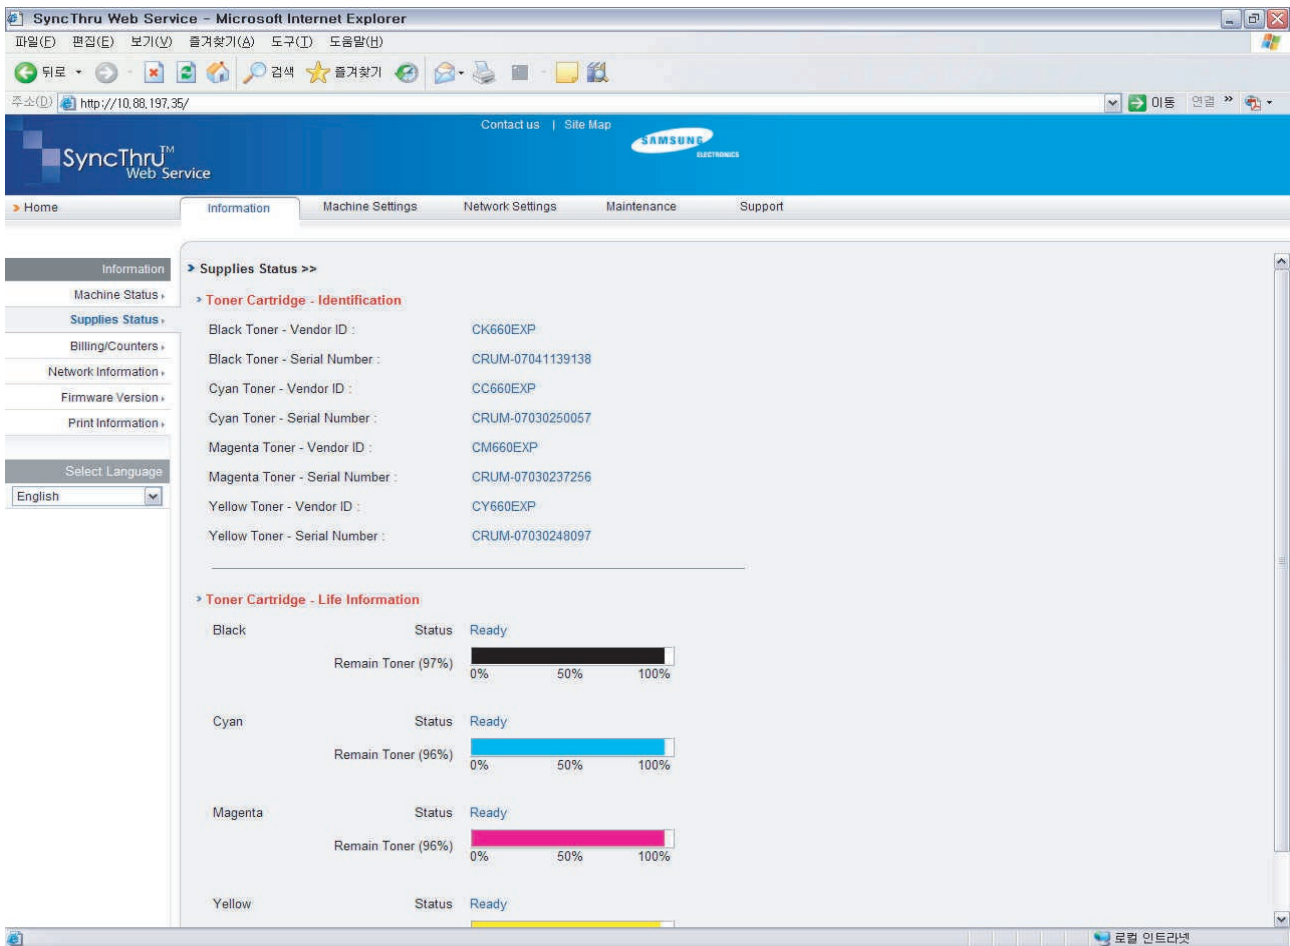 SyncThru Web Service - Microsoft Internet Explorer
파일(F) 편집(E) 보기(V) 즐겨찾기(A) 도구(T) 도움말(H)
뒤로 검색 즐겨찾기
주소(D) http://10,88,197,35/ 이동 연결 »
Contact us | Site Map
SAMSUNG
ELECTRONICS
SyncThru™
Web Service
> Home Information Machine Settings Network Settings Maintenance Support
Information
Machine Status
Supplies Status
Billing/Counters
Network Information
Firmware Version
Print Information
Select Language
English
Supplies Status >>
Toner Cartridge - Identification
Black Toner - Vendor ID : CK660EXP
Black Toner - Serial Number : CRUM-07041139138
Cyan Toner - Vendor ID : CC660EXP
Cyan Toner - Serial Number : CRUM-07030250057
Magenta Toner - Vendor ID : CM660EXP
Magenta Toner - Serial Number : CRUM-07030237256
Yellow Toner - Vendor ID : CY660EXP
Yellow Toner - Serial Number : CRUM-07030248097
Toner Cartridge - Life Information
Black Status Ready
Remain Toner (97%)
0% 50% 100%
Cyan Status Ready
Remain Toner (96%)
0% 50% 100%
Magenta Status Ready
Remain Toner (96%)
0% 50% 100%
Yellow Status Ready
로컬 인트라넷